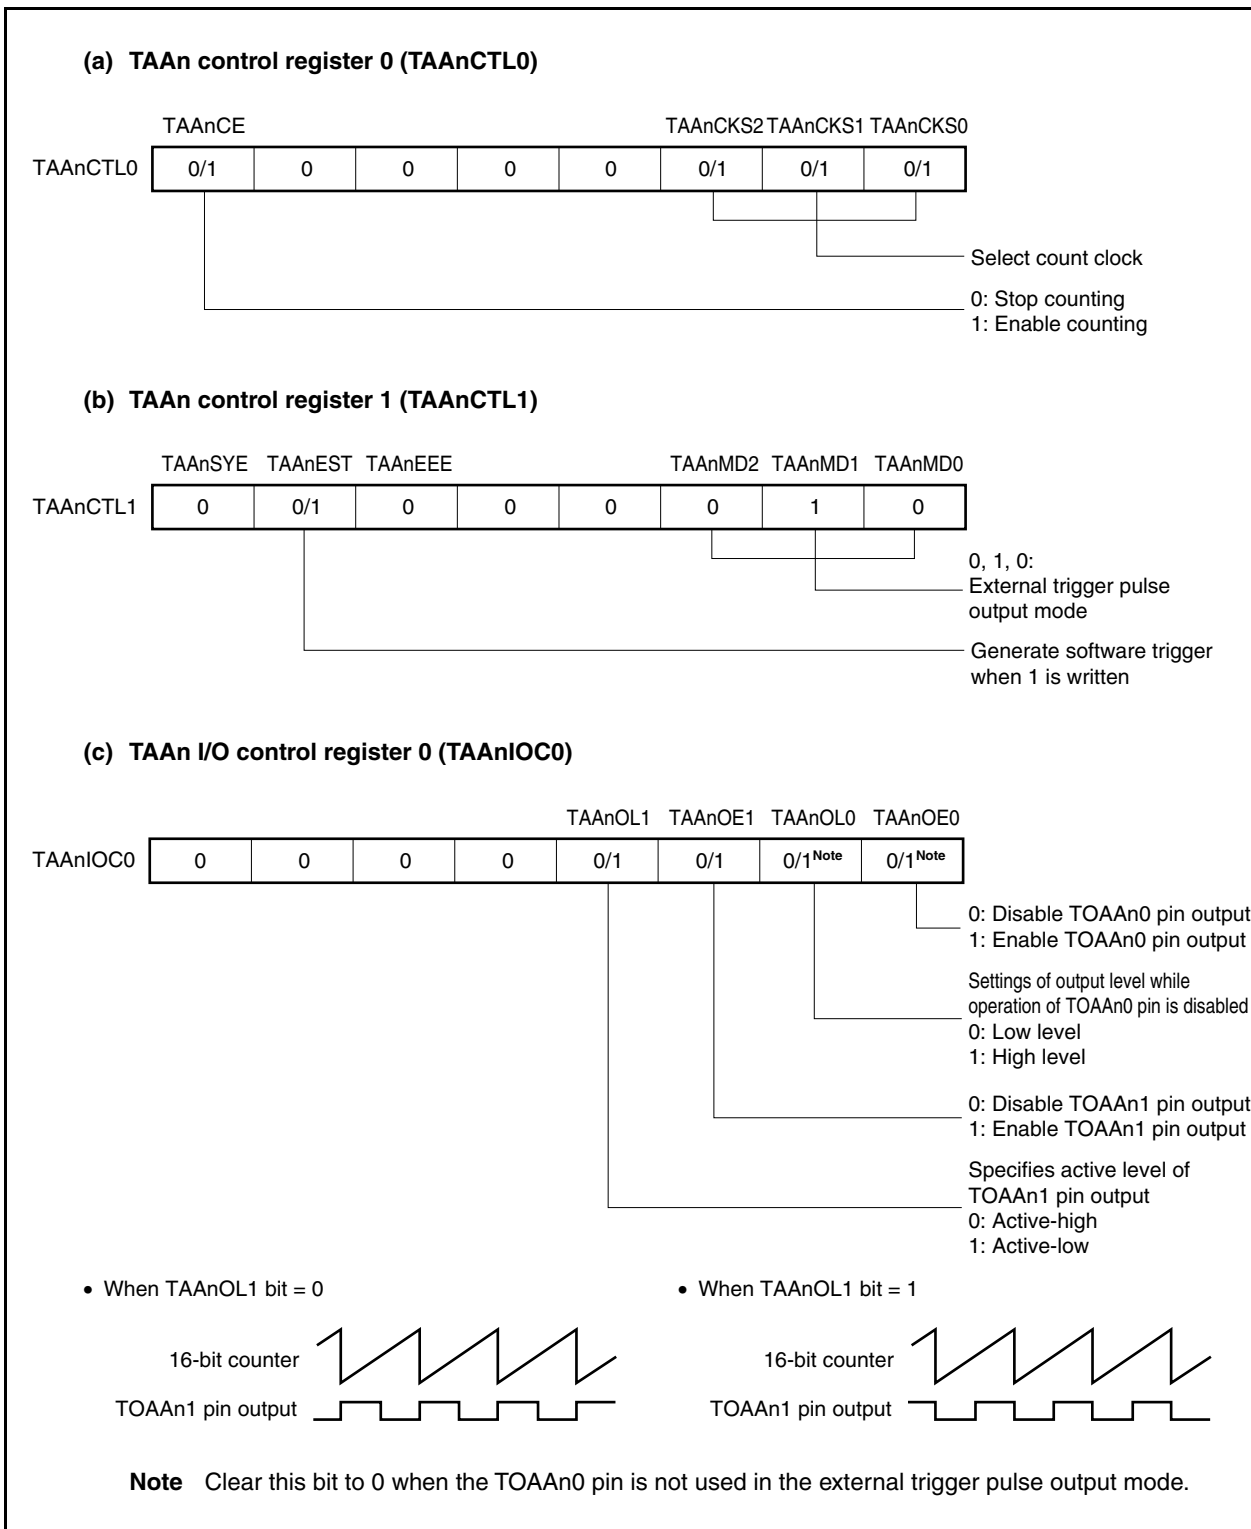 (a) TAAn control register 0 (TAAnCTL0)
TAAnCE TAAnCKS2 TAAnCKS1 TAAnCKS0
TAAnCTL0 0/1 0 0 0 0 0/1 0/1 0/1
Select count clock
0: Stop counting
1: Enable counting
(b) TAAn control register 1 (TAAnCTL1)
TAAnSYE TAAnEST TAAnEEE TAAnMD2 TAAnMD1 TAAnMD0
TAAnCTL1 0 0/1 0 0 0 0 1 0
0, 1, 0:
External trigger pulse
output mode
Generate software trigger
when 1 is written
(c) TAAn I/O control register 0 (TAAnIOC0)
TAAnOL1 TAAnOE1 TAAnOL0 TAAnOE0
TAAnIOC0 0 0 0 0 0/1 0/1 0/1Note 0/1Note
0: Disable TOAAn0 pin output
1: Enable TOAAn0 pin output
Settings of output level while
operation of TOAAn0 pin is disabled
0: Low level
1: High level
0: Disable TOAAn1 pin output
1: Enable TOAAn1 pin output
Specifies active level of
TOAAn1 pin output
0: Active-high
1: Active-low
• When TAAnOL1 bit = 0
16-bit counter
TOAAn1 pin output
• When TAAnOL1 bit = 1
16-bit counter
TOAAn1 pin output
Note Clear this bit to 0 when the TOAAn0 pin is not used in the external trigger pulse output mode.